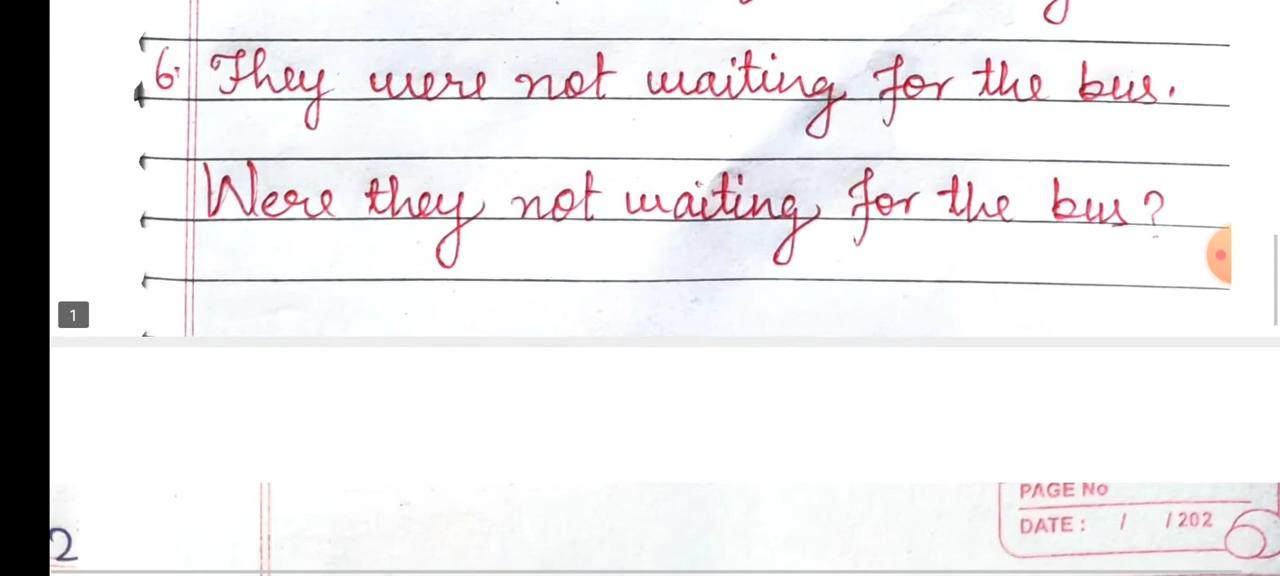 6. They were not waiting for the bus.
Were they not waiting for the bus?
1
PAGE No
DATE : / /202
2